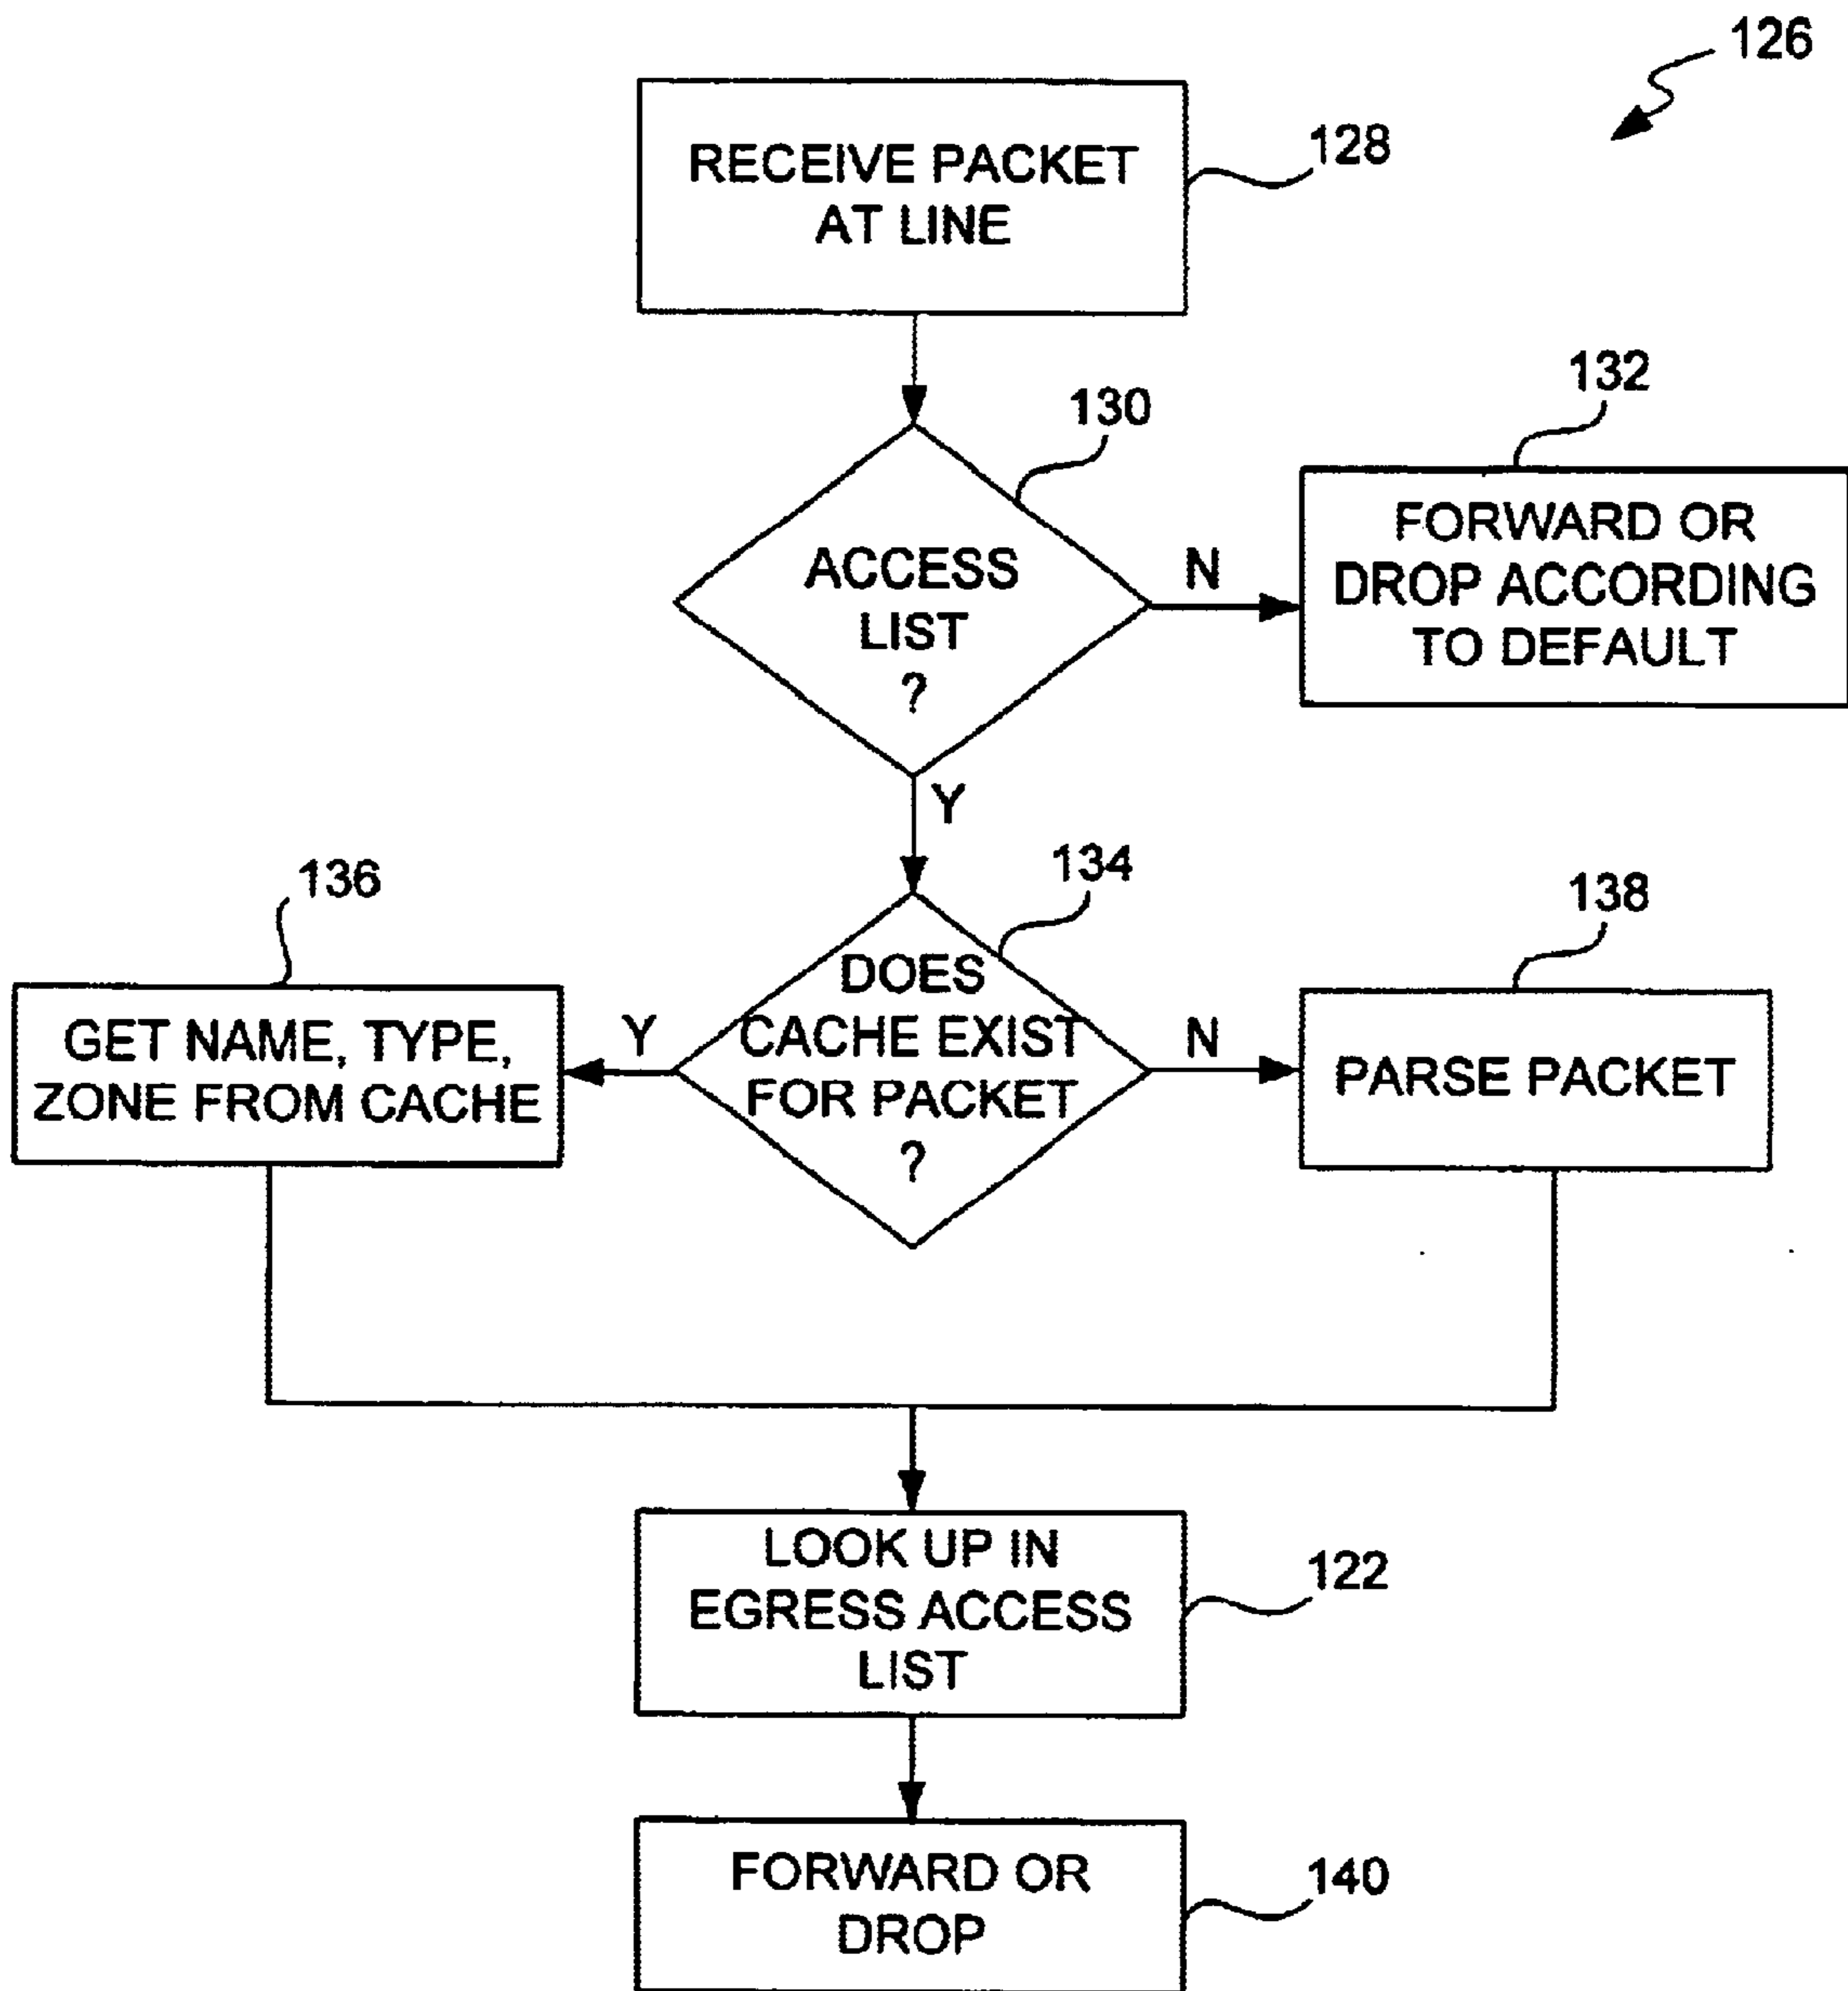 126
RECEIVE PACKET
AT LINE
128
130
ACCESS
LIST
?
N
132
FORWARD OR
DROP ACCORDING
TO DEFAULT
Y
134
DOES
CACHE EXIST
FOR PACKET
?
Y
136
GET NAME, TYPE,
ZONE FROM CACHE
N
138
PARSE PACKET
LOOK UP IN
EGRESS ACCESS
LIST
122
FORWARD OR
DROP
140